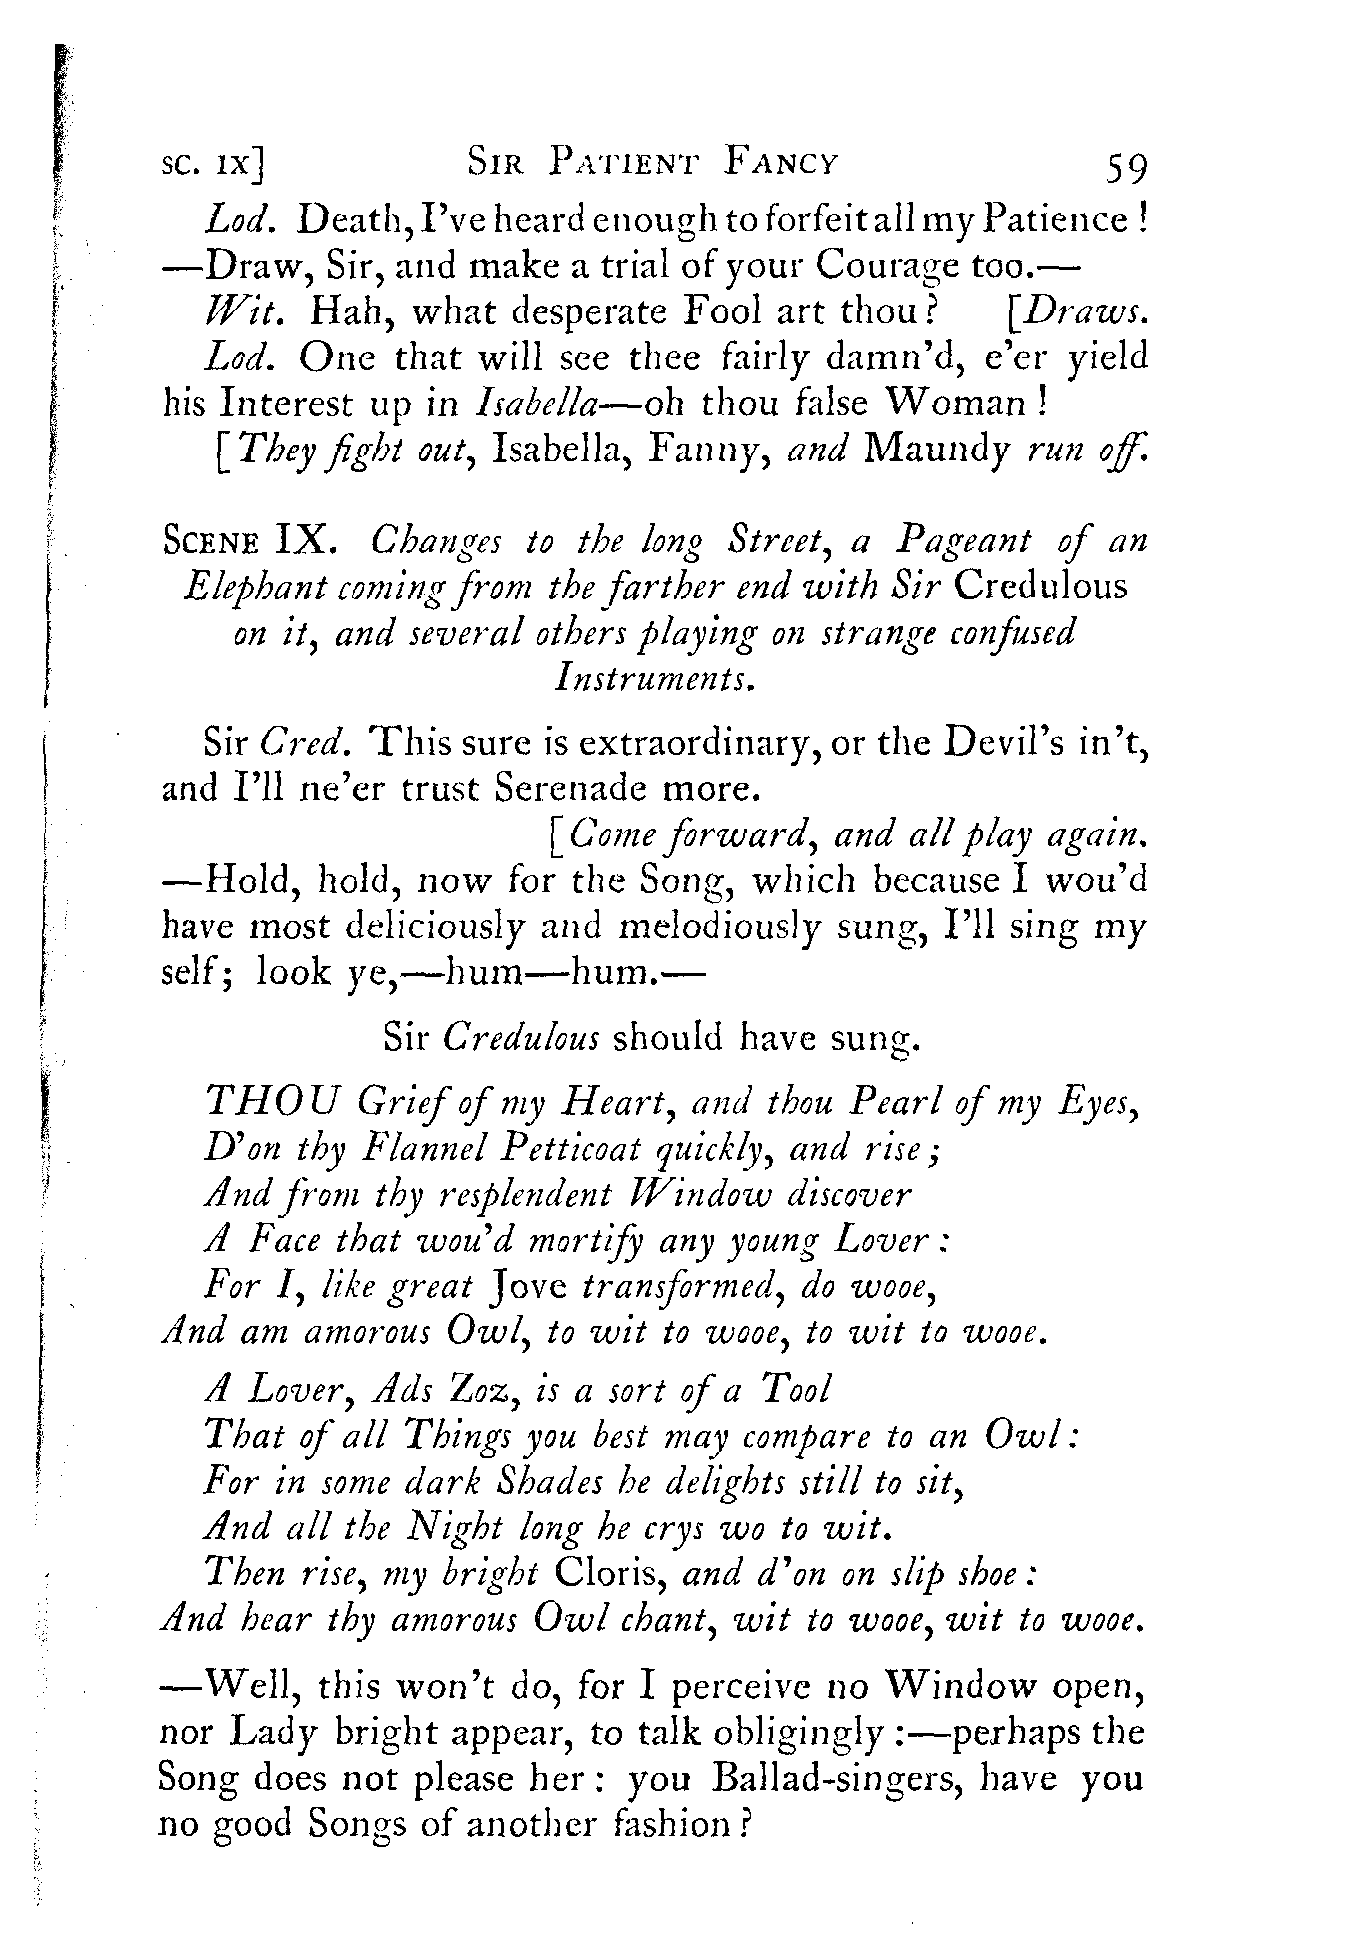 SC. IX] SIR PATIENT FANCY 59
Lod. Death, I've heard enough to forfeit all my Patience !
—Draw, Sir, and make a trial of your Courage too.—
Wit. Hah, what desperate Fool art thou? [Draws.
Lod. One that will see thee fairly damn'd, e'er yield
his Interest up in Isabella—oh thou false Woman !
[They fight out, Isabella, Fanny, and Maundy run off.
SCENE IX. Changes to the long Street, a Pageant of an
Elephant coming from the farther end with Sir Credulous
on it, and several others playing on strange confused
Instruments.
Sir Cred. This sure is extraordinary, or the Devil's in't,
and I'll ne'er trust Serenade more.
[Come forward, and all play again.
—Hold, hold, now for the Song, which because I wou'd
have most deliciously and melodiously sung, I'll sing my
self; look ye,—hum—hum.—
Sir Credulous should have sung.
THOU Grief of my Heart, and thou Pearl of my Eyes,
D'on thy Flannel Petticoat quickly, and rise ;
And from thy resplendent Window discover
A Face that wou'd mortify any young Lover :
For I, like great Jove transformed, do wooe,
And am amorous Owl, to wit to wooe, to wit to wooe.
A Lover, Ads Zoz, is a sort of a Tool
That of all Things you best may compare to an Owl :
For in some dark Shades he delights still to sit,
And all the Night long he crys wo to wit.
Then rise, my bright Cloris, and d'on on slip shoe :
And hear thy amorous Owl chant, wit to wooe, wit to wooe.
—Well, this won't do, for I perceive no Window open,
nor Lady bright appear, to talk obligingly :—perhaps the
Song does not please her : you Ballad-singers, have you
no good Songs of another fashion ?